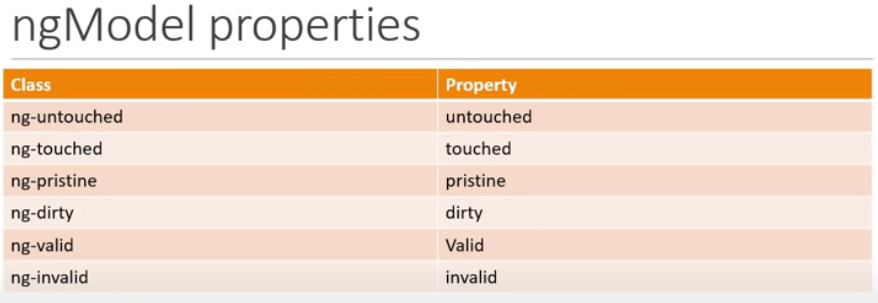 ngModel properties
Class Property
ng-untouched untouched
ng-touched touched
ng-pristine pristine
ng-dirty dirty
ng-valid Valid
ng-invalid invalid